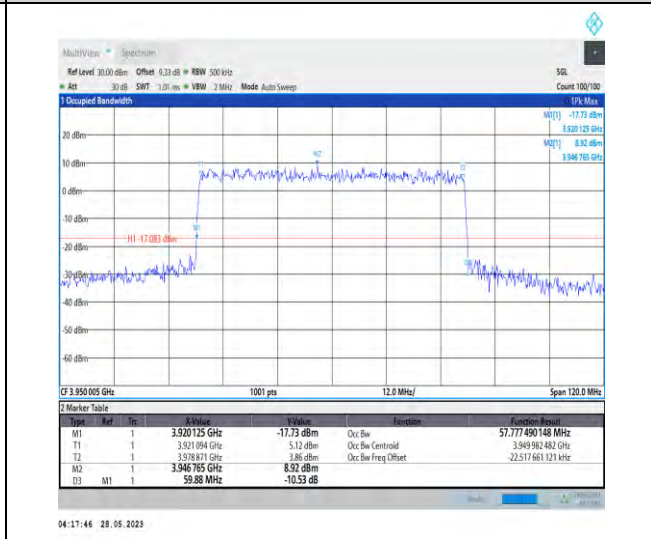 MultiView Spectrum
Ref Level 30.00 dBm Offset 9.33 dB RBW 500 kHz SGL
Att 30 dB SWT 1.01 ms VBW 2 MHz Mode Auto Sweep Count 100/100
1 Occupied Bandwidth 1Pk Max
M1[1] -17.73 dBm
3.920 125 GHz
M2[1] 8.92 dBm
3.946 765 GHz
20 dBm
10 dBm
0 dBm
-10 dBm
-20 dBm
-30 dBm
-40 dBm
-50 dBm
-60 dBm
T1
M2
T2
M1
H1 -17.083 dBm
D3
CF 3.950 005 GHz 1001 pts 12.0 MHz/ Span 120.0 MHz
2 Marker Table
Type Ref Trc X-Value Y-Value Function Function Result
M1 1 3.920125 GHz -17.73 dBm Occ Bw 57.777 490 148 MHz
T1 1 3.921 094 GHz 5.12 dBm Occ Bw Centroid 3.949 982 482 GHz
T2 1 3.978 871 GHz 3.86 dBm Occ Bw Freq Offset -22.517 661 121 kHz
M2 1 3.946 765 GHz 8.92 dBm
D3 M1 1 59.88 MHz -10.53 dB
04:17:46 28.05.2023